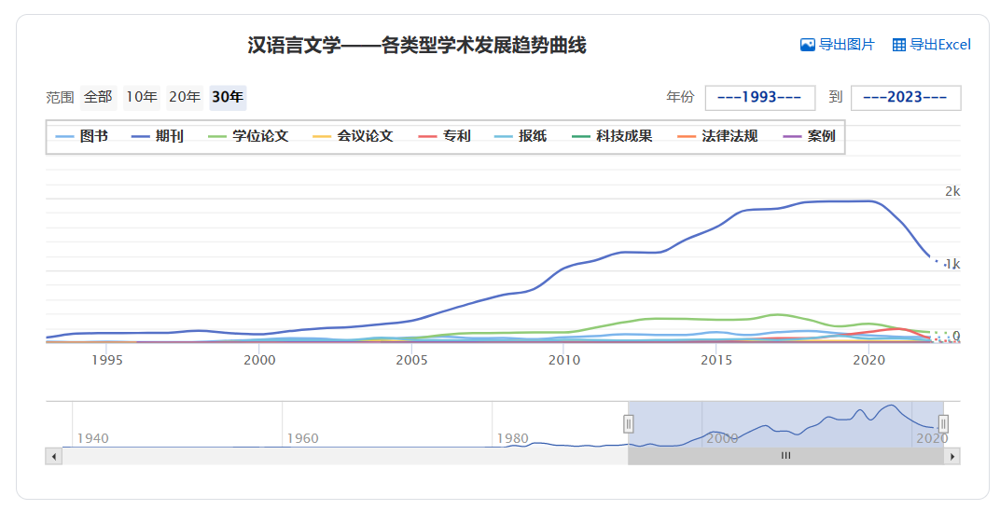 汉语言文学——各类型学术发展趋势曲线
导出图片 导出Excel
范围 全部 10年 20年 30年 年份 ---1993--- 到 ---2023---
图书 期刊 学位论文 会议论文 专利 报纸 科技成果 法律法规 案例
2k
1k
0
1995 2000 2005 2010 2015 2020
1940 1960 1980 2000 2020